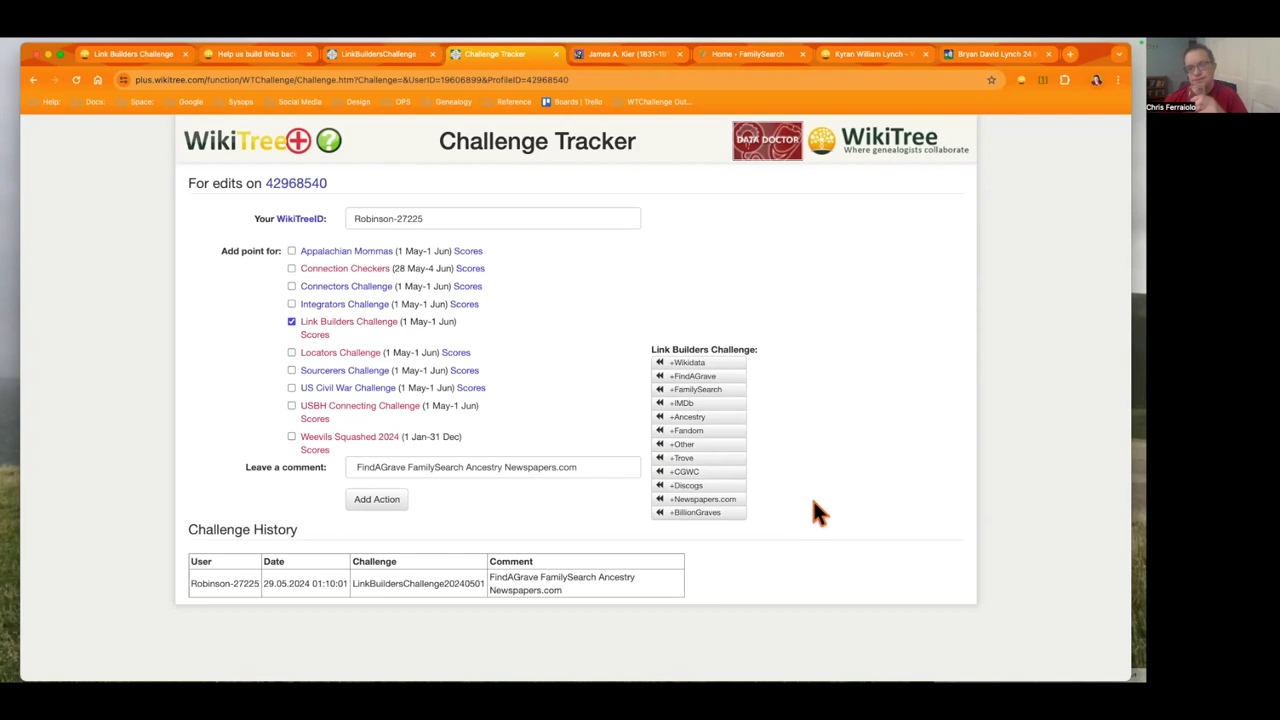 Link Builders Challenge
Help us build links back
LinkBuildersChallenge
Challenge Tracker
James A. Kier (1831-19
Home - FamilySearch
Kyran William Lynch -
Bryan David Lynch 24
plus.wikitree.com/function/WTChallenge/Challenge.htm?Challenge=&UserID=19606899&ProfileID=42968540
Help:
Docs:
Space:
Google
Sysops
Social Media
Design
OPS
Genealogy
Reference
Boards | Trello
WTChallenge Out...
Chris Ferraiolo
WikiTree+ ?
Challenge Tracker
DATA DOCTOR
WikiTree
Where genealogists collaborate
For edits on 42968540
Your WikiTreeID:
Robinson-27225
Add point for:
Appalachian Mommas (1 May-1 Jun) Scores
Connection Checkers (28 May-4 Jun) Scores
Connectors Challenge (1 May-1 Jun) Scores
Integrators Challenge (1 May-1 Jun) Scores
Link Builders Challenge (1 May-1 Jun)
Scores
Locators Challenge (1 May-1 Jun) Scores
Sourcerers Challenge (1 May-1 Jun) Scores
US Civil War Challenge (1 May-1 Jun) Scores
USBH Connecting Challenge (1 May-1 Jun)
Scores
Weevils Squashed 2024 (1 Jan-31 Dec)
Scores
Link Builders Challenge:
+Wikidata
+FindAGrave
+FamilySearch
+IMDb
+Ancestry
+Fandom
+Other
+Trove
+CGWC
+Discogs
+Newspapers.com
+BillionGraves
Leave a comment:
FindAGrave FamilySearch Ancestry Newspapers.com
Add Action
Challenge History
User Date Challenge Comment
Robinson-27225 29.05.2024 01:10:01 LinkBuildersChallenge20240501 FindAGrave FamilySearch Ancestry
Newspapers.com